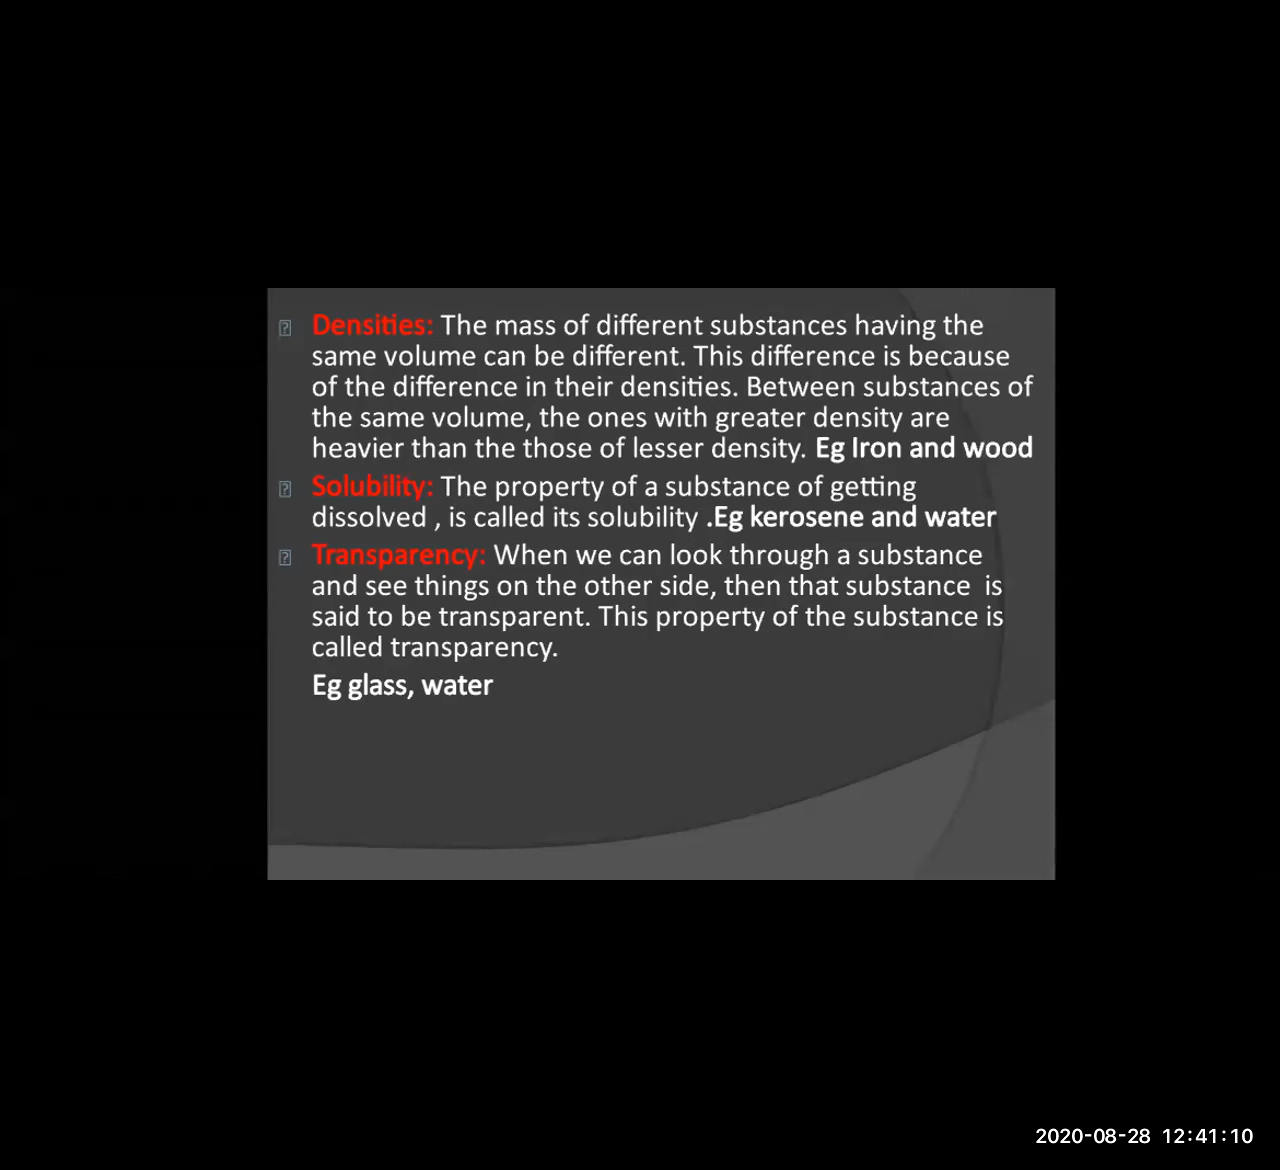 Densities: The mass of different substances having the
same volume can be different. This difference is because
of the difference in their densities. Between substances of
the same volume, the ones with greater density are
heavier than the those of lesser density. Eg Iron and wood
Solubility: The property of a substance of getting
dissolved , is called its solubility .Eg kerosene and water
Transparency: When we can look through a substance
and see things on the other side, then that substance  is
said to be transparent. This property of the substance is
called transparency.
Eg glass, water
2020-08-28 12:41:10